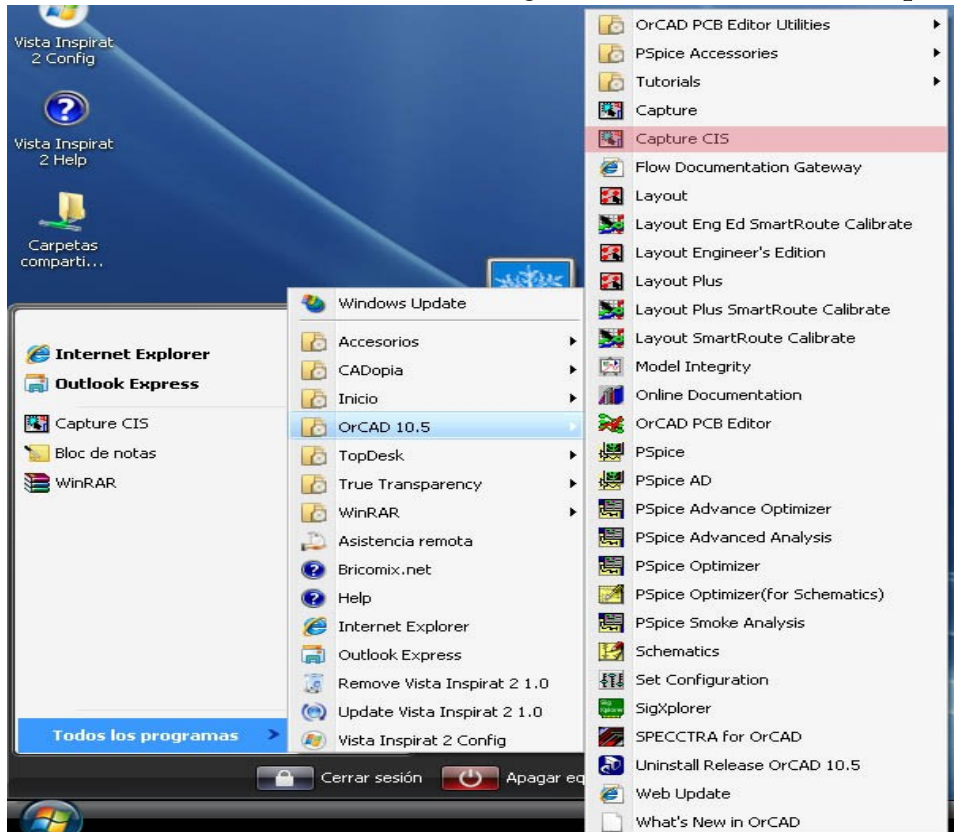 Vista Inspirat
2 Config
Vista Inspirat
2 Help
Carpetas
comparti...
Internet Explorer
Outlook Express
Capture CIS
Bloc de notas
WinRAR
Todos los programas
Cerrar sesión
Apagar eq
Windows Update
Accesorios
CADopia
Inicio
OrCAD 10.5
TopDesk
True Transparency
WinRAR
Asistencia remota
Bricomix.net
Help
Internet Explorer
Outlook Express
Remove Vista Inspirat 2 1.0
Update Vista Inspirat 2 1.0
Vista Inspirat 2 Config
OrCAD PCB Editor Utilities
PSpice Accessories
Tutorials
Capture
Capture CIS
Flow Documentation Gateway
Layout
Layout Eng Ed SmartRoute Calibrate
Layout Engineer's Edition
Layout Plus
Layout Plus SmartRoute Calibrate
Layout SmartRoute Calibrate
Model Integrity
Online Documentation
OrCAD PCB Editor
PSpice
PSpice AD
PSpice Advance Optimizer
PSpice Advanced Analysis
PSpice Optimizer
PSpice Optimizer(for Schematics)
PSpice Smoke Analysis
Schematics
Set Configuration
SigXplorer
SPECCTRA for OrCAD
Uninstall Release OrCAD 10.5
Web Update
What's New in OrCAD